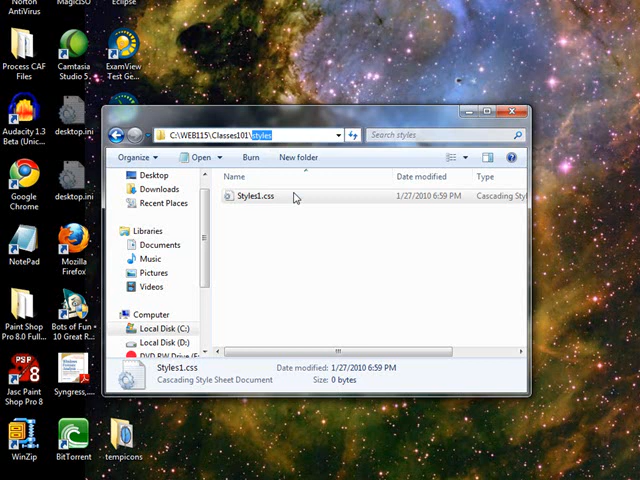 Norton
AntiVirus
MagicISO
Eclipse
Process CAF
Files
Camtasia
Studio 5...
ExamView
Test Ge...
Audacity 1.3
Beta (Unic...
desktop.ini
Google
Chrome
desktop.ini
NotePad
Mozilla
Firefox
Paint Shop
Pro 8.0 Full...
Bots of Fun
10 Great R...
Jasc Paint
Shop Pro 8
Syngress,...
WinZip
BitTorrent
tempicons
C:\WEB115\Classes101\styles
Search styles
Organize
Open
Burn
New folder
Desktop
Downloads
Recent Places
Libraries
Documents
Music
Pictures
Videos
Computer
Local Disk (C:)
Local Disk (D:)
DVD RW Drive (E
Name
Date modified
Type
Styles1.css
1/27/2010 6:59 PM
Cascading Styl
Styles1.css
Date modified: 1/27/2010 6:59 PM
Cascading Style Sheet Document
Size: 0 bytes